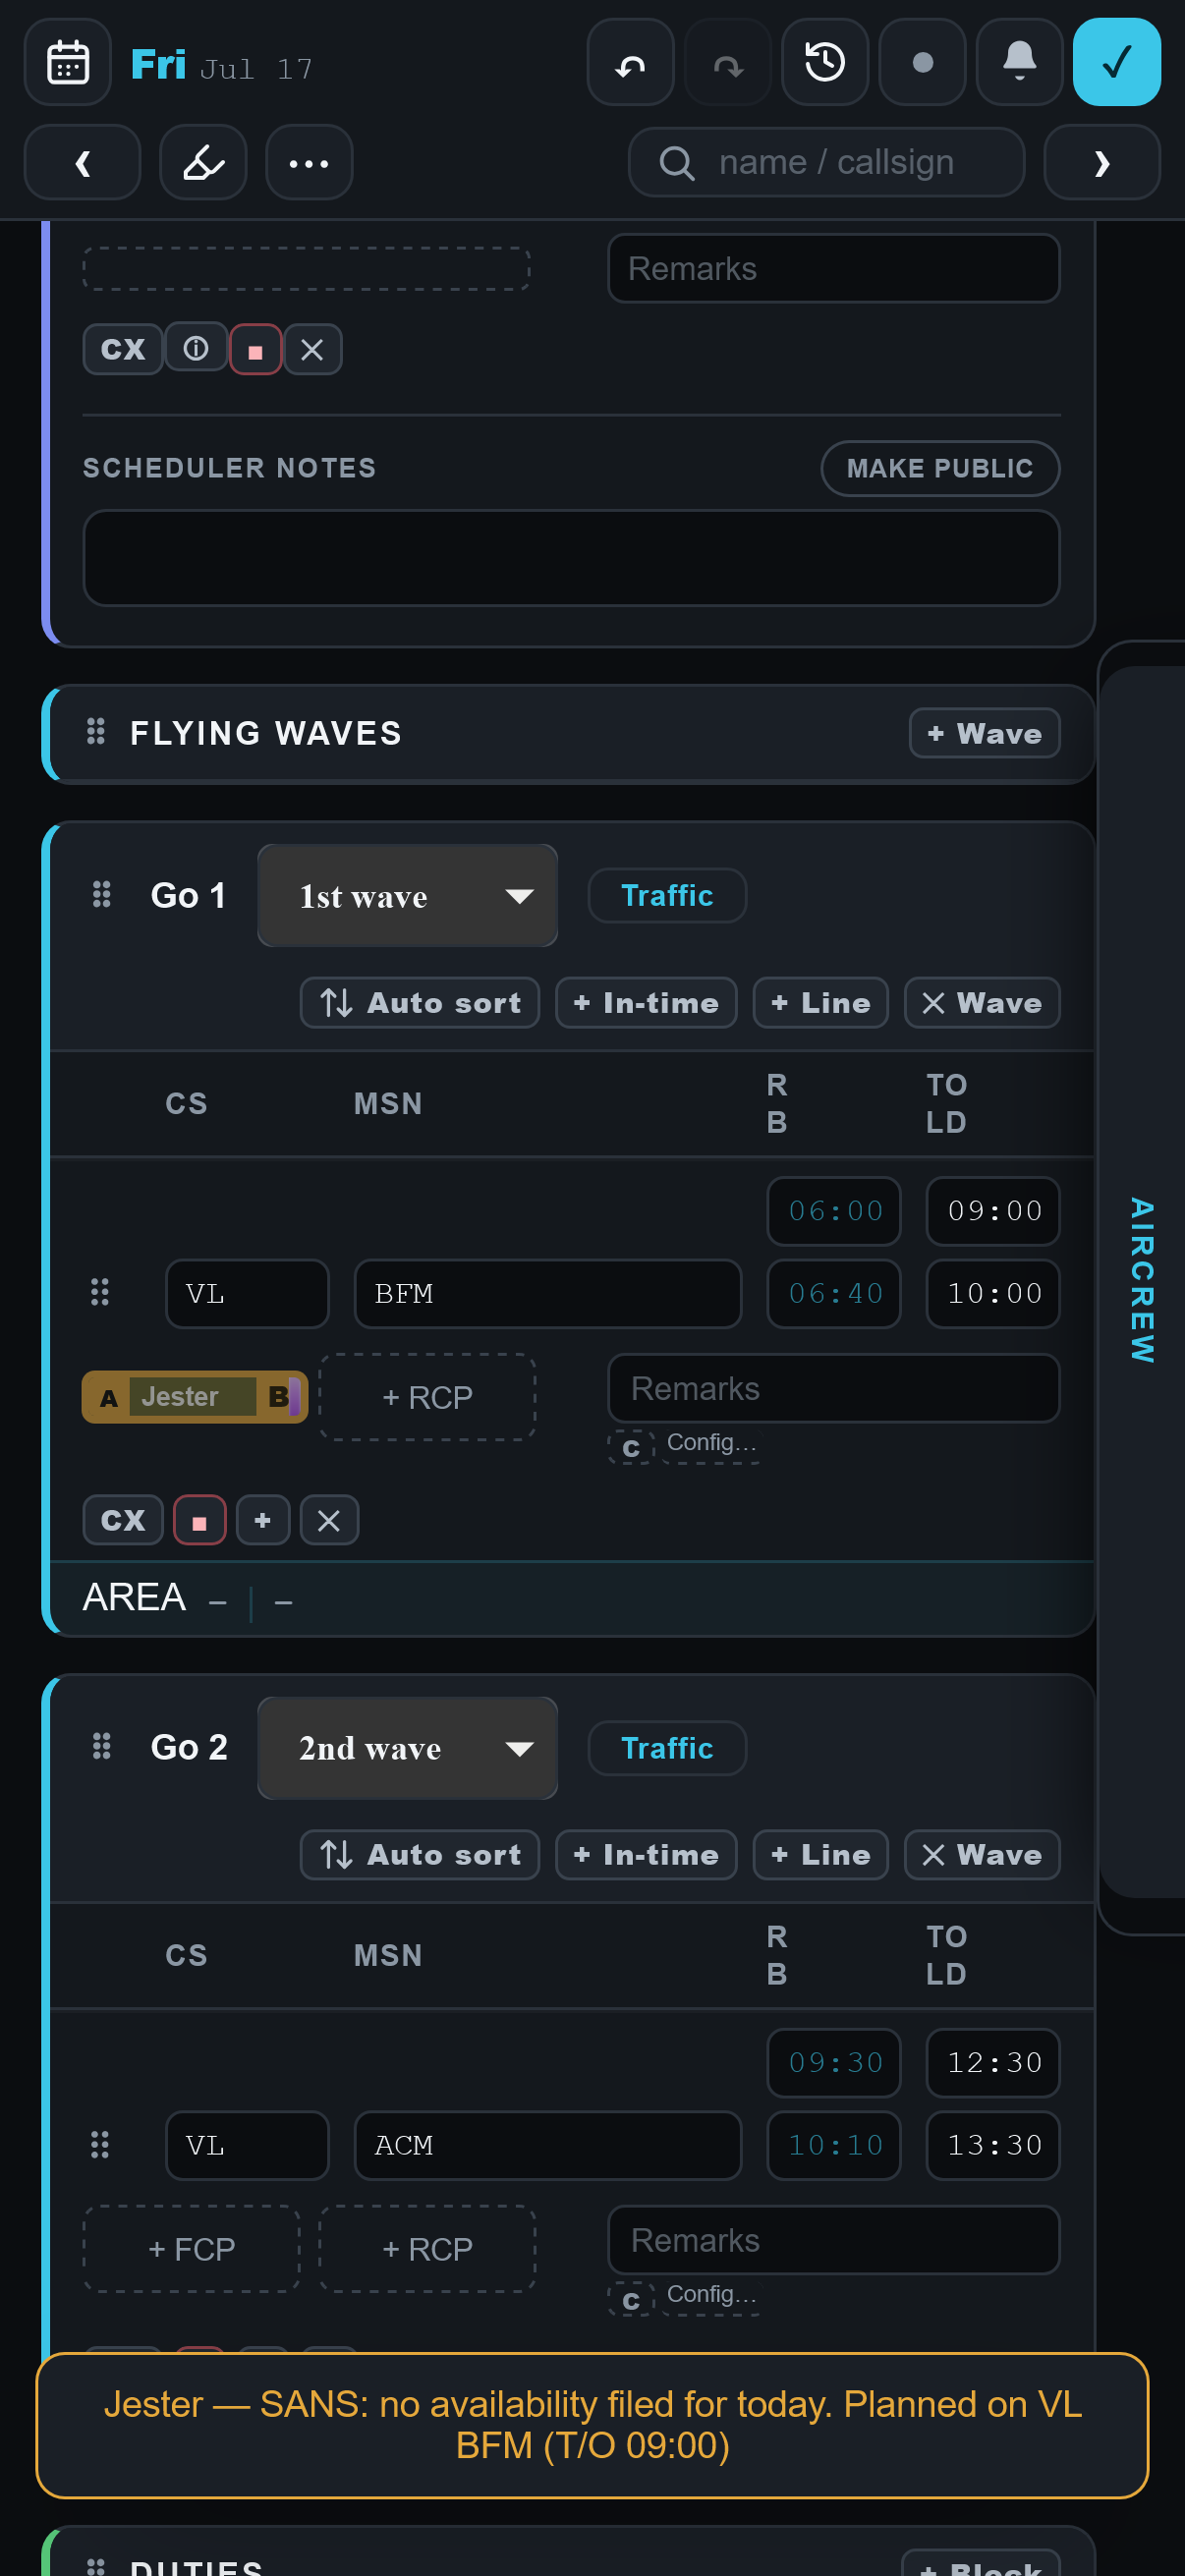 Fri Jul 17
name / callsign
Remarks
CX
SCHEDULER NOTES
MAKE PUBLIC
FLYING WAVES
+ Wave
Go 1
1st wave
Traffic
Auto sort
+ In-time
+ Line
× Wave
CS
MSN
R
B
TO
LD
06:00
09:00
VL
BFM
06:40
10:00
A
Jester
B
+ RCP
Remarks
C
Config...
CX
+
AREA – | –
Go 2
2nd wave
Traffic
Auto sort
+ In-time
+ Line
× Wave
CS
MSN
R
B
TO
LD
09:30
12:30
VL
ACM
10:10
13:30
+ FCP
+ RCP
Remarks
C
Config...
AIRCREW
Jester — SANS: no availability filed for today. Planned on VL
BFM (T/O 09:00)
DUTIES
+ Block